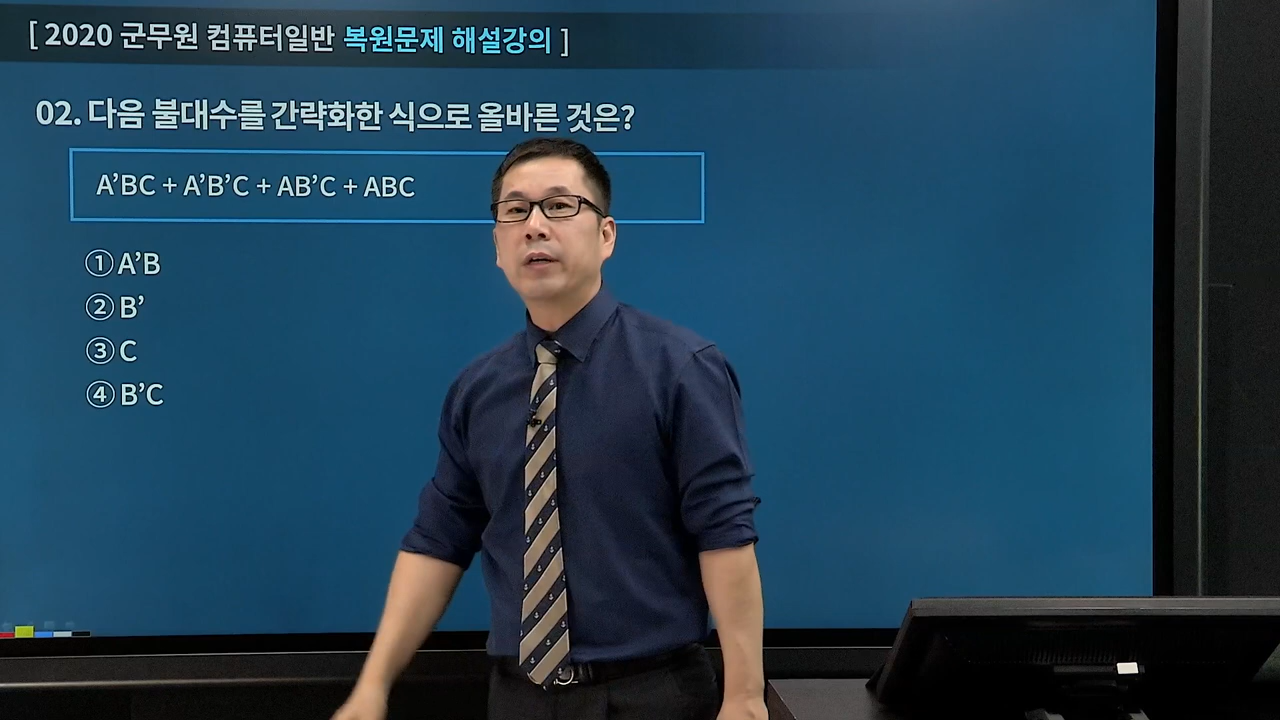 [ 2020 군무원 컴퓨터일반 복원문제 해설강의 ]
02. 다음 불대수를 간략화한 식으로 올바른 것은?
A’BC + A’B’C + AB’C + ABC
① A’B
② B’
③ C
④ B’C